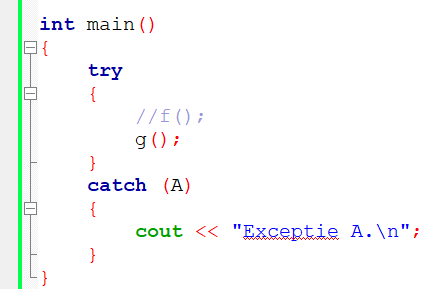 int main()
{
try
{
//f();
g();
}
catch (A)
{
cout << "Exceptie A.\n";
}
}